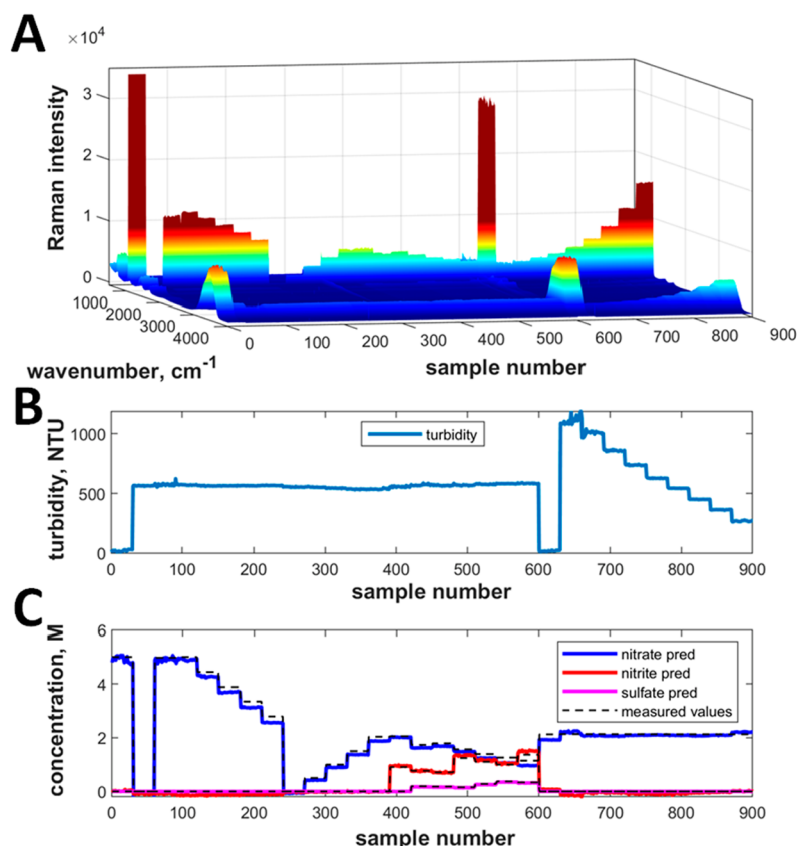 A
×10⁴
Raman intensity
3
2
1
0
1000
2000
3000
4000
0 100 200 300 400 500 600 700 800 900
wavenumber, cm⁻¹
sample number
B
turbidity, NTU
1000
500
0
turbidity
0 100 200 300 400 500 600 700 800 900
sample number
C
concentration, M
6
4
2
0
nitrate pred
nitrite pred
sulfate pred
measured values
0 100 200 300 400 500 600 700 800 900
sample number